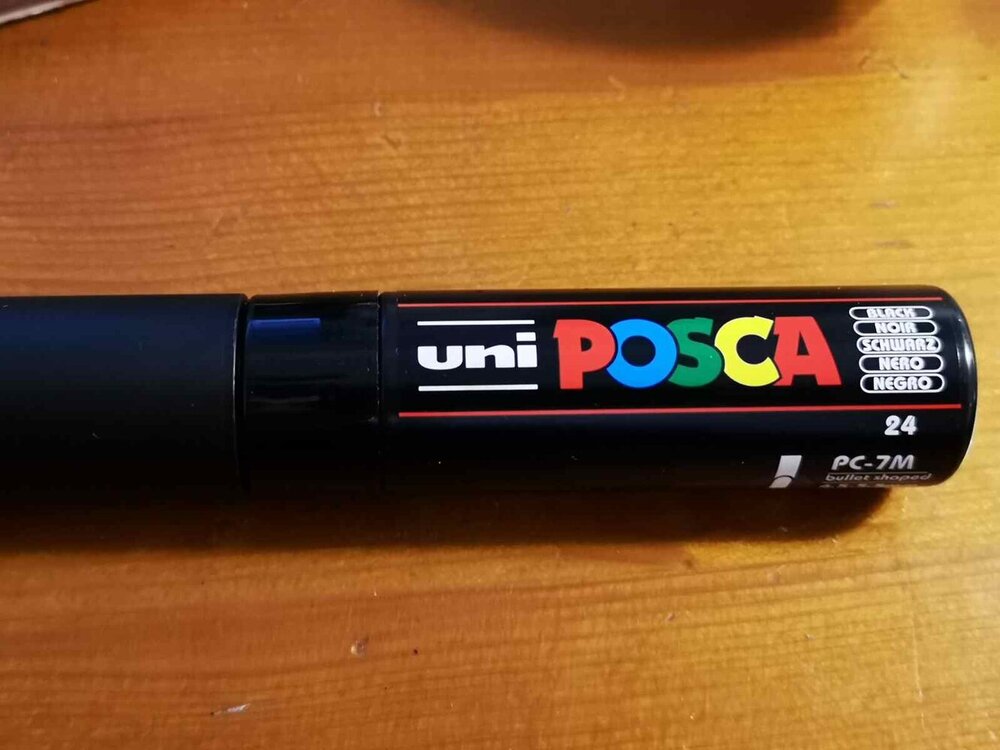 uni POSCA
BLACK
NOIR
SCHWARZ
NERO
NEGRO
24
PC-7M
bullet shaped